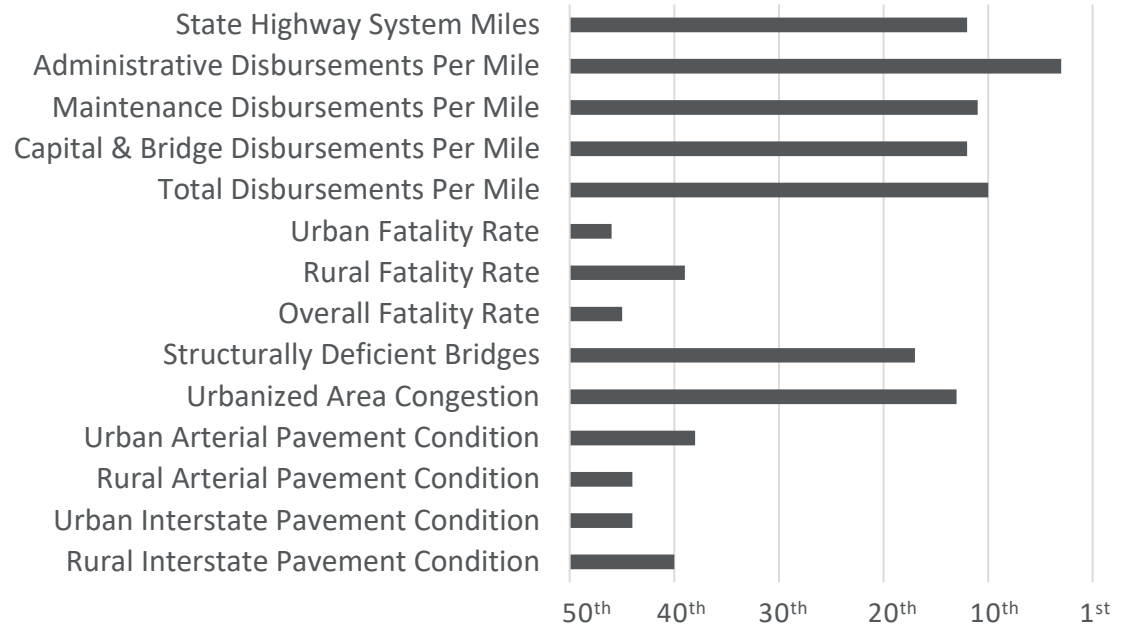 State Highway System Miles
Administrative Disbursements Per Mile
Maintenance Disbursements Per Mile
Capital & Bridge Disbursements Per Mile
Total Disbursements Per Mile
Urban Fatality Rate
Rural Fatality Rate
Overall Fatality Rate
Structurally Deficient Bridges
Urbanized Area Congestion
Urban Arterial Pavement Condition
Rural Arterial Pavement Condition
Urban Interstate Pavement Condition
Rural Interstate Pavement Condition
50th 40th 30th 20th 10th 1st